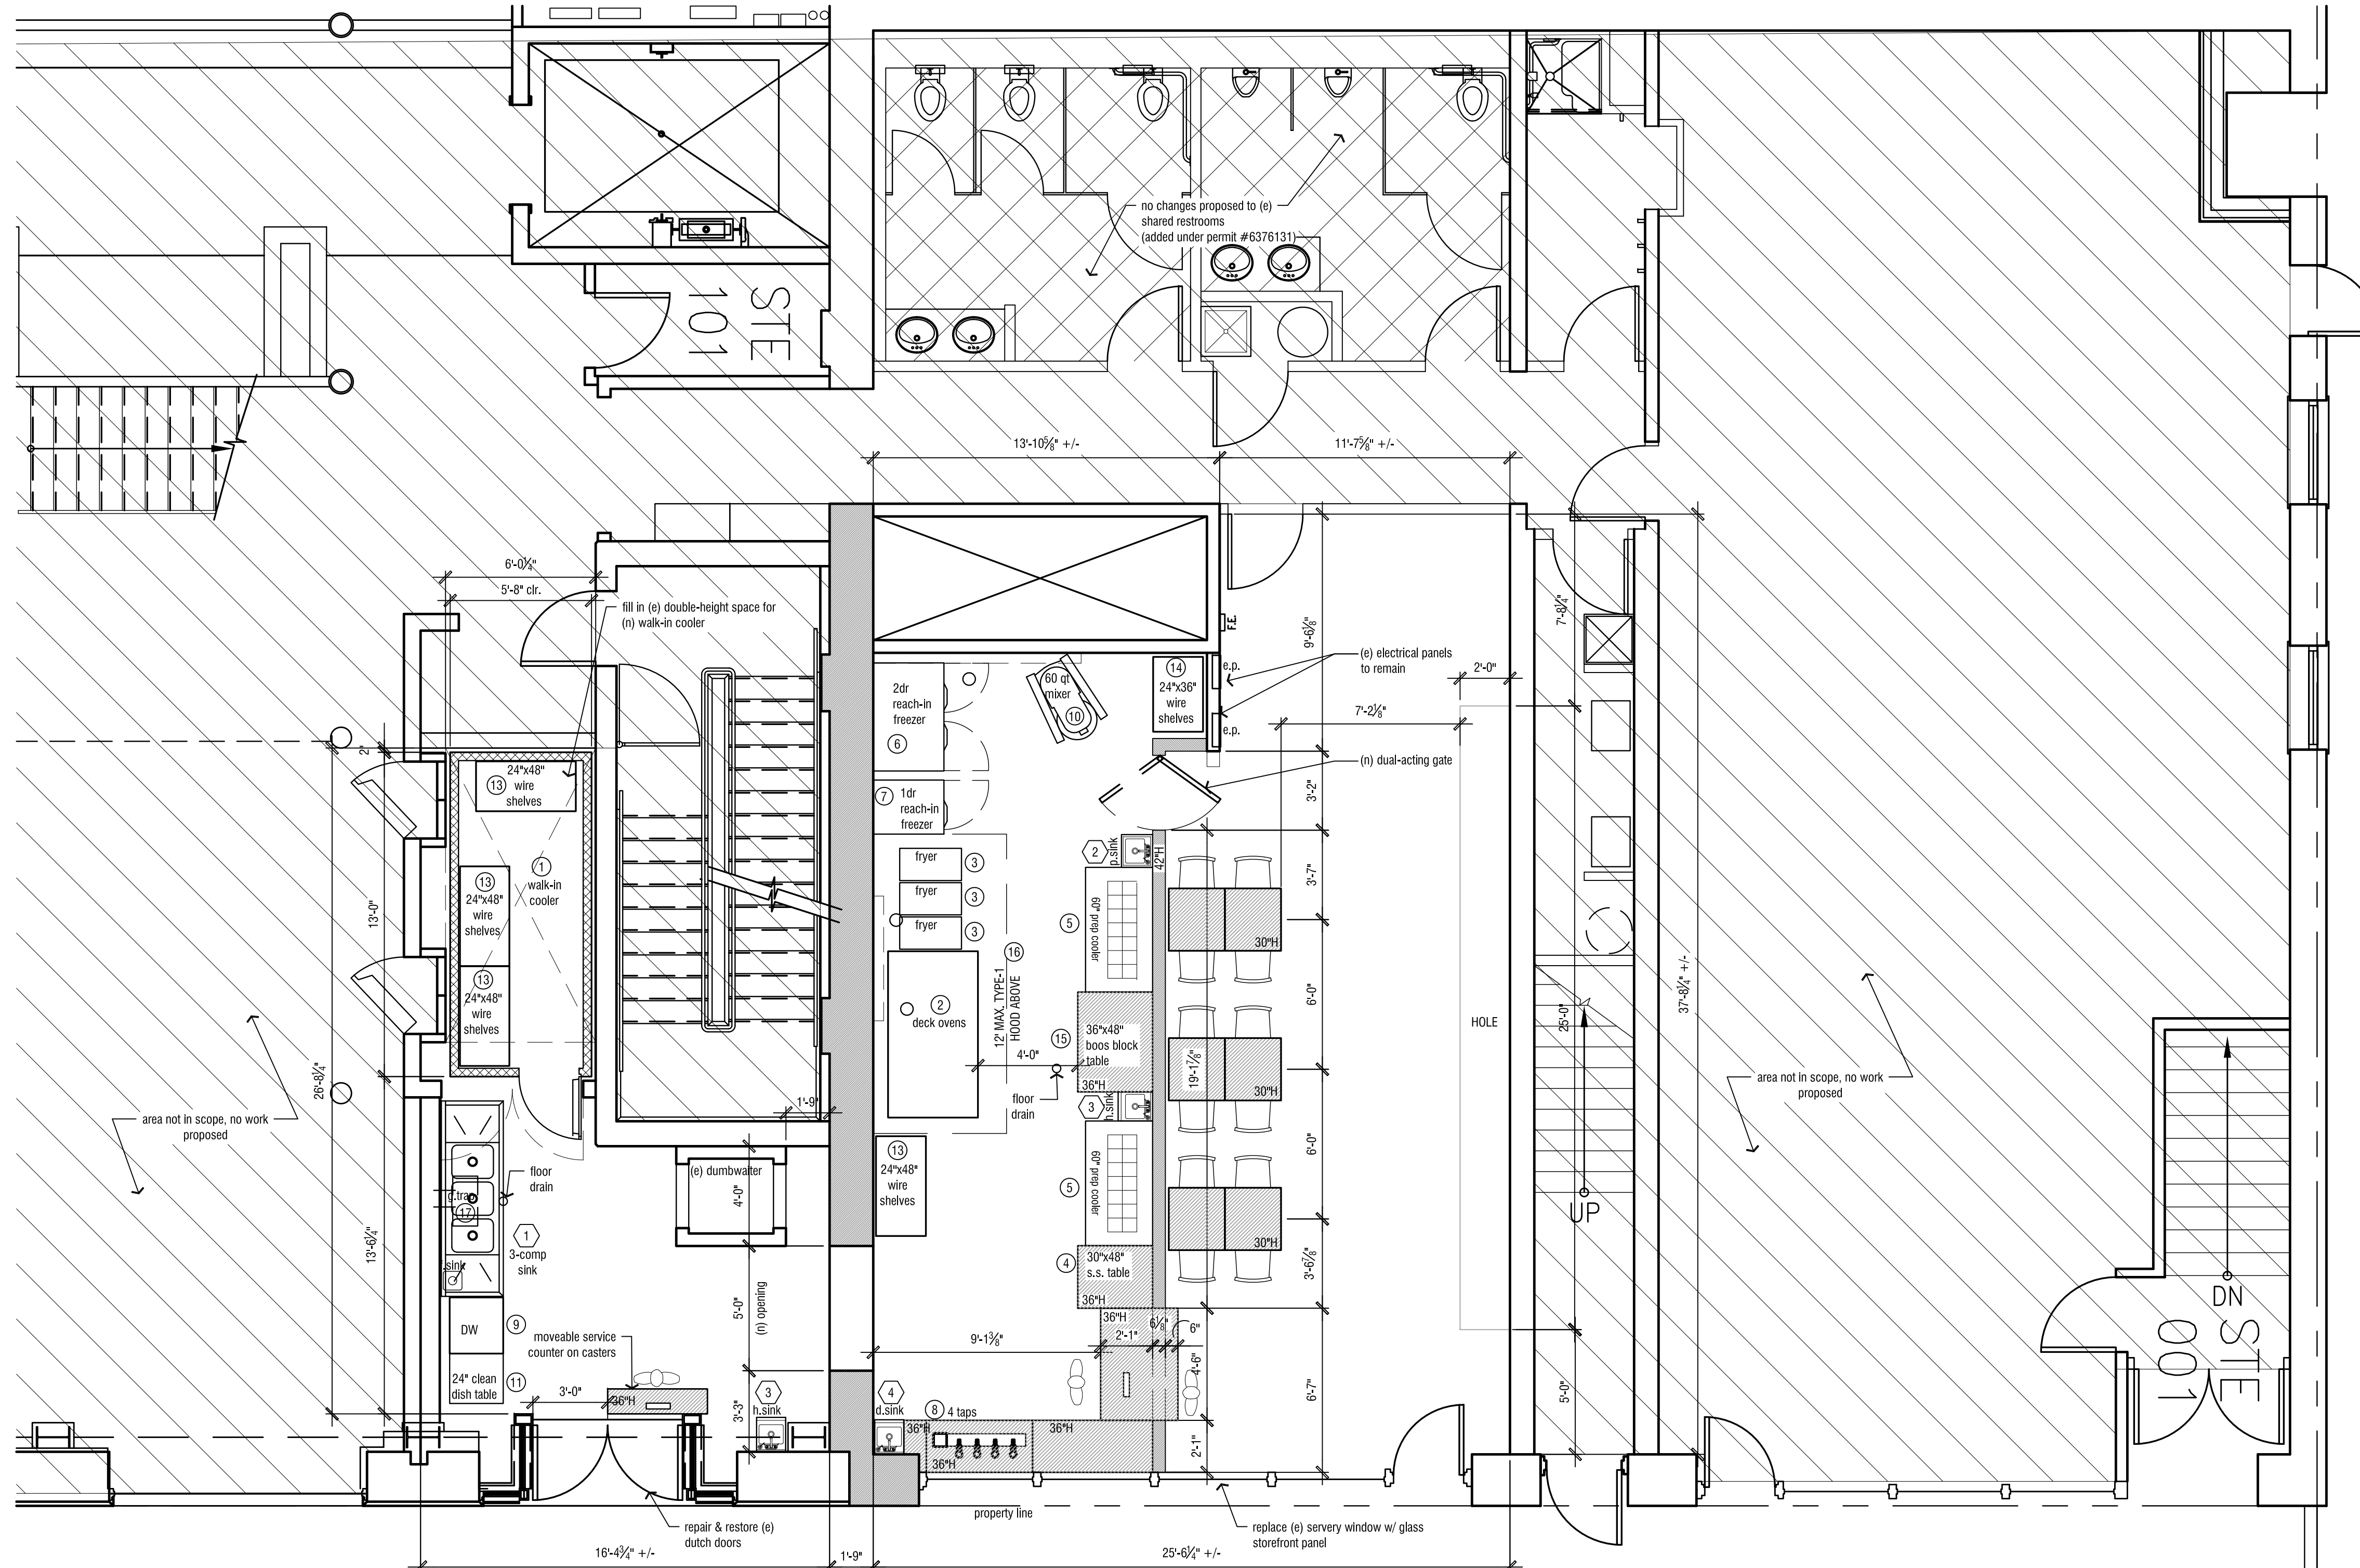 no changes proposed to (e)
shared restrooms
(added under permit #6376131)
STE
101
13'-10⅝" +/-
11'-7⅝" +/-
6'-0¼"
5'-8" clr.
fill in (e) double-height space for
(n) walk-in cooler
F.E.
9'-6⅛"
7'-8¼"
(e) electrical panels
to remain
2'-0"
e.p.
e.p.
7'-2⅛"
(n) dual-acting gate
3'-2"
2dr
reach-in
freezer
6
60 qt
mixer
10
14
24"x36"
wire
shelves
7
1dr
reach-in
freezer
2'
24"x48"
13
wire
shelves
1
walk-in
cooler
13
24"x48"
wire
shelves
13
24"x48"
wire
shelves
13'-0"
26'-8¼"
fryer
3
fryer
3
fryer
3
2
deck ovens
16
12' MAX. TYPE-1
HOOD ABOVE
2
p.sink
42"H
5
60" prep cooler
3'-7"
30"H
6'-0"
15
36"x48"
boos block
table
36"H
4'-0"
floor
drain
19'-1⅞"
30"H
3
h.sink
6'-0"
5
60" prep cooler
30"H
3'-6⅞"
4
30"x48"
s.s. table
36"H
HOLE
25'-0"
37'-8¼" +/-
UP
area not in scope, no work
proposed
area not in scope, no work
proposed
1'-9"
(e) dumbwaiter
4'-0"
13
24"x48"
wire
shelves
floor
drain
g.trap
17
1
3-comp
sink
.sink
13'-6¼"
DW
9
24" clean
dish table
11
moveable service
counter on casters
3'-0"
36"H
5'-0"
(n) opening
3'-3"
3
h.sink
4
d.sink
8
4 taps
36"H
36"H
36"H
9'-1⅜"
36"H
2'-1"
6⅛"
6"
4'-6"
2'-1"
6'-7"
5'-0"
DN
STE
100
property line
repair & restore (e)
dutch doors
replace (e) servery window w/ glass
storefront panel
16'-4¾" +/-
1'-9"
25'-6¼" +/-